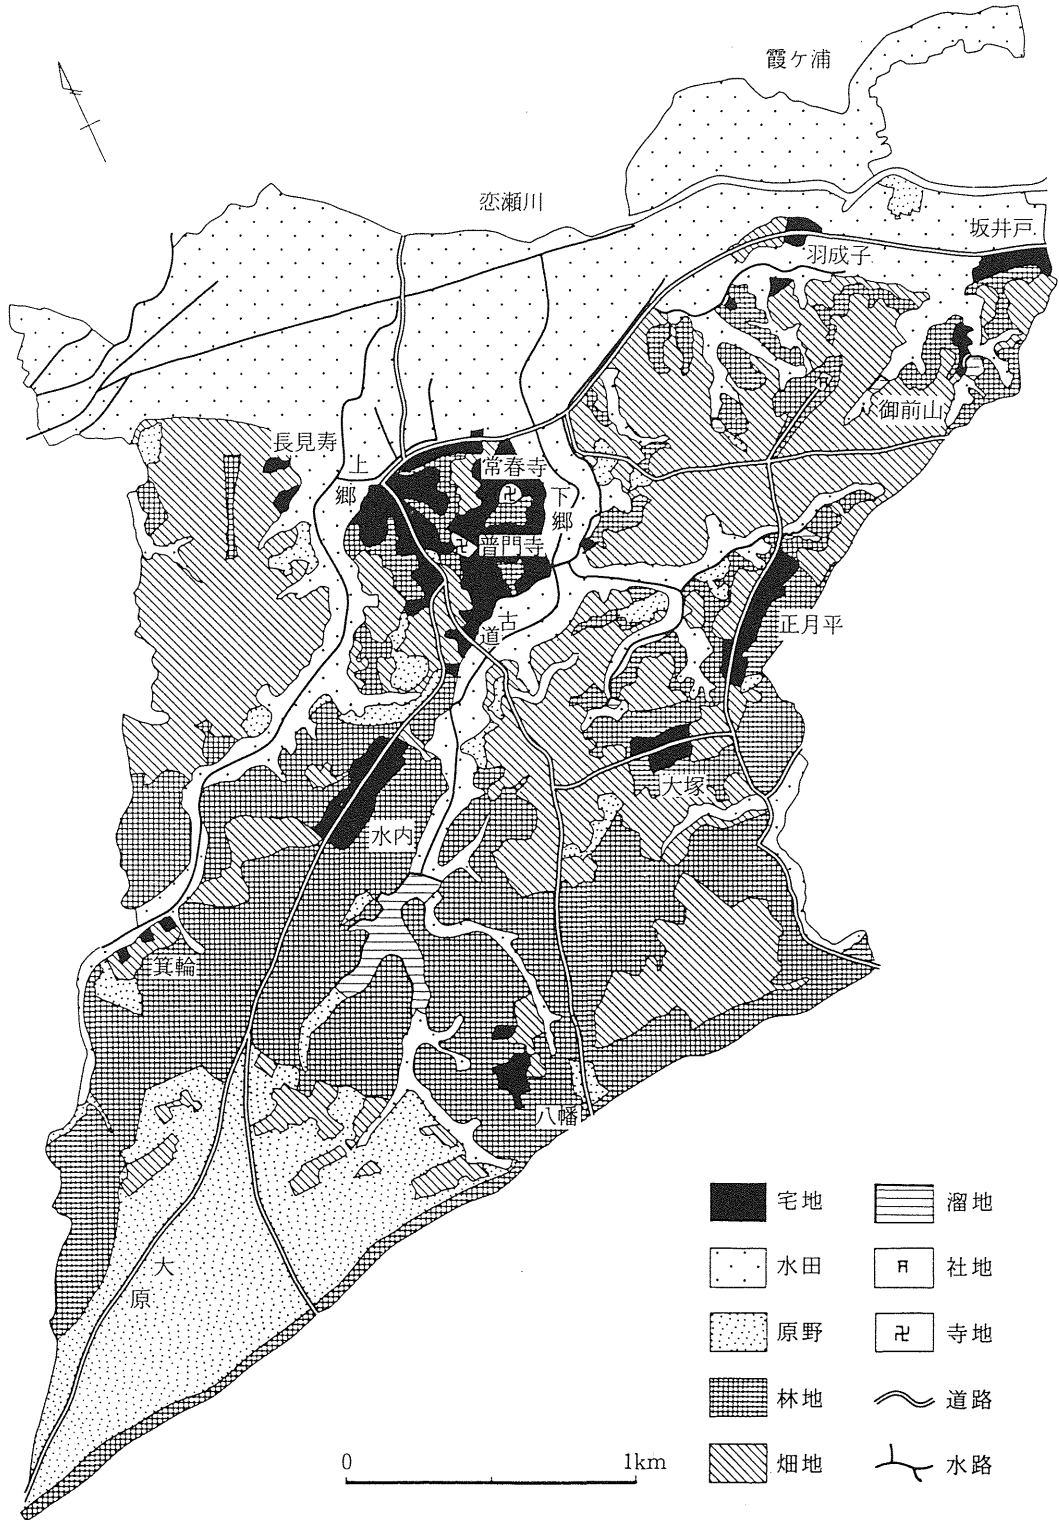 霞ケ浦
恋瀬川
坂井戸
羽成子
御前山
長見寿
上郷
常春寺
下郷
普門寺
古道
正月平
大塚
水内
箕輪
八幡
大原
宅地
溜地
水田
社地
原野
寺地
林地
道路
畑地
水路
0
1km